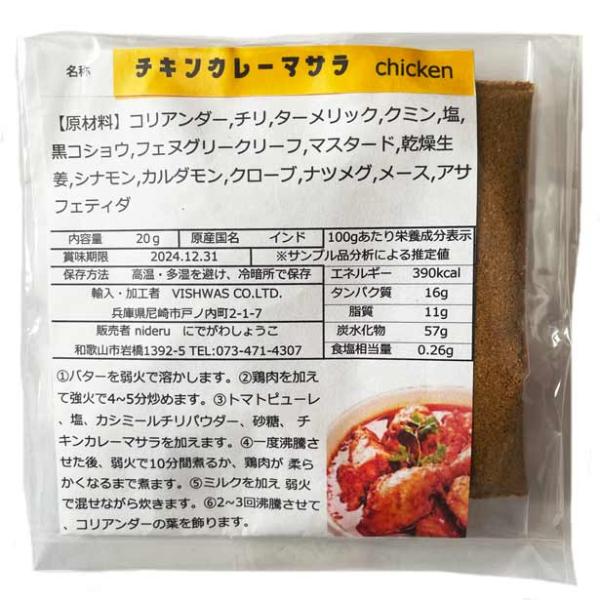 名称 チキンカレーマサラ chicken
【原材料】コリアンダー,チリ,ターメリック,クミン,塩,
黒コショウ,フェヌグリークリーフ,マスタード,乾燥生
姜,シナモン,カルダモン,クローブ,ナツメグ,メース,アサ
フェティダ
内容量 20g 原産国名 インド
賞味期限 2024.12.31
保存方法 高温・多湿を避け、冷暗所で保存
輸入・加工者 VISHWAS CO.LTD.
兵庫県尼崎市戸ノ内町2-1-7
販売者 nideru にでがわしょうこ
和歌山市岩橋1392-5 TEL:073-471-4307
100gあたり栄養成分表示
※サンプル品分析による推定値
エネルギー 390kcal
タンパク質 16g
脂質 11g
炭水化物 57g
食塩相当量 0.26g
①バターを弱火で溶かします。②鶏肉を加え
て強火で4~5分炒めます。③トマトピューレ
、塩、カシミールチリパウダー、砂糖、チ
キンカレーマサラを加えます。④一度沸騰さ
せた後、弱火で10分間煮るか、鶏肉が 柔ら
かくなるまで煮ます。⑤ミルクを加え 弱火
で混ぜながら炊きます。⑥2~3回沸騰させて
、コリアンダーの葉を飾ります。